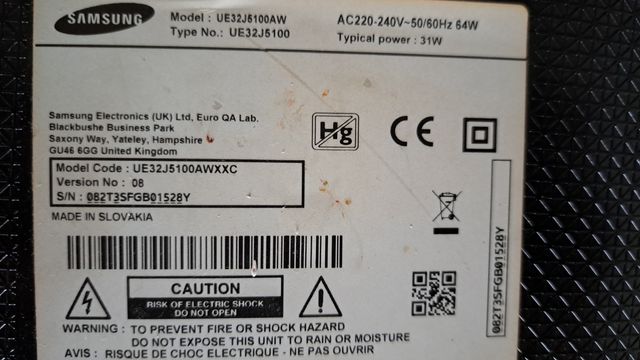 SAMSUNG
Model : UE32J5100AW
Type No.: UE32J5100
AC220-240V~50/60Hz 64W
Typical power : 31W
Samsung Electronics (UK) Ltd, Euro QA Lab.
Blackbushe Business Park
Saxony Way, Yateley, Hampshire
GU46 6GG United Kingdom
Hg
CE
Model Code : UE32J5100AWXXC
Version No : 08
S/N : 082T3SFGB01528Y
MADE IN SLOVAKIA
082T3SFGB01528Y
CAUTION
RISK OF ELECTRIC SHOCK
DO NOT OPEN
WARNING : TO PREVENT FIRE OR SHOCK HAZARD
DO NOT EXPOSE THIS UNIT TO RAIN OR MOISTURE
AVIS : RISQUE DE CHOC ELECTRIQUE - NE PAS OUVRIR